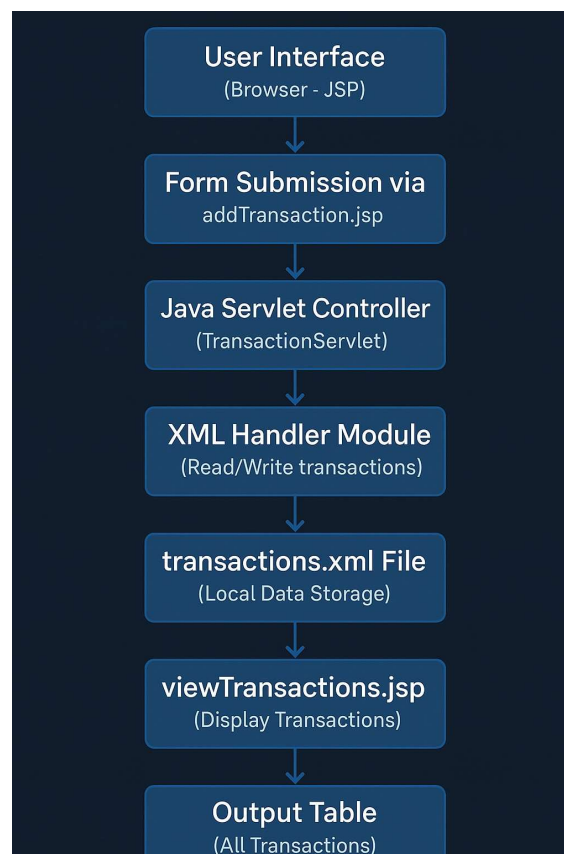 User Interface
(Browser - JSP)
Form Submission via
addTransaction.jsp
Java Servlet Controller
(TransactionServlet)
XML Handler Module
(Read/Write transactions)
transactions.xml File
(Local Data Storage)
viewTransactions.jsp
(Display Transactions)
Output Table
(All Transactions)